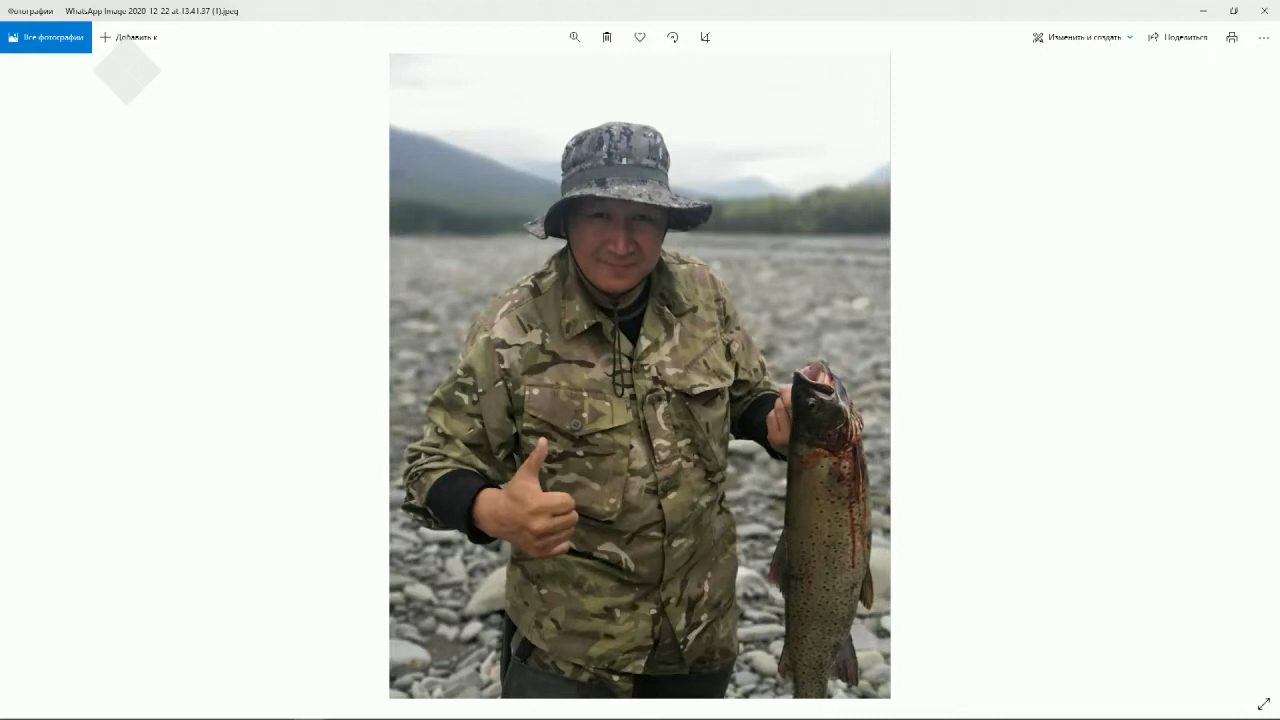 Фотографии    WhatsApp Image 2020-12-22 at 13.41.37 (1).jpeg
Все фотографии    Добавить к    Изменить и создать    Поделиться